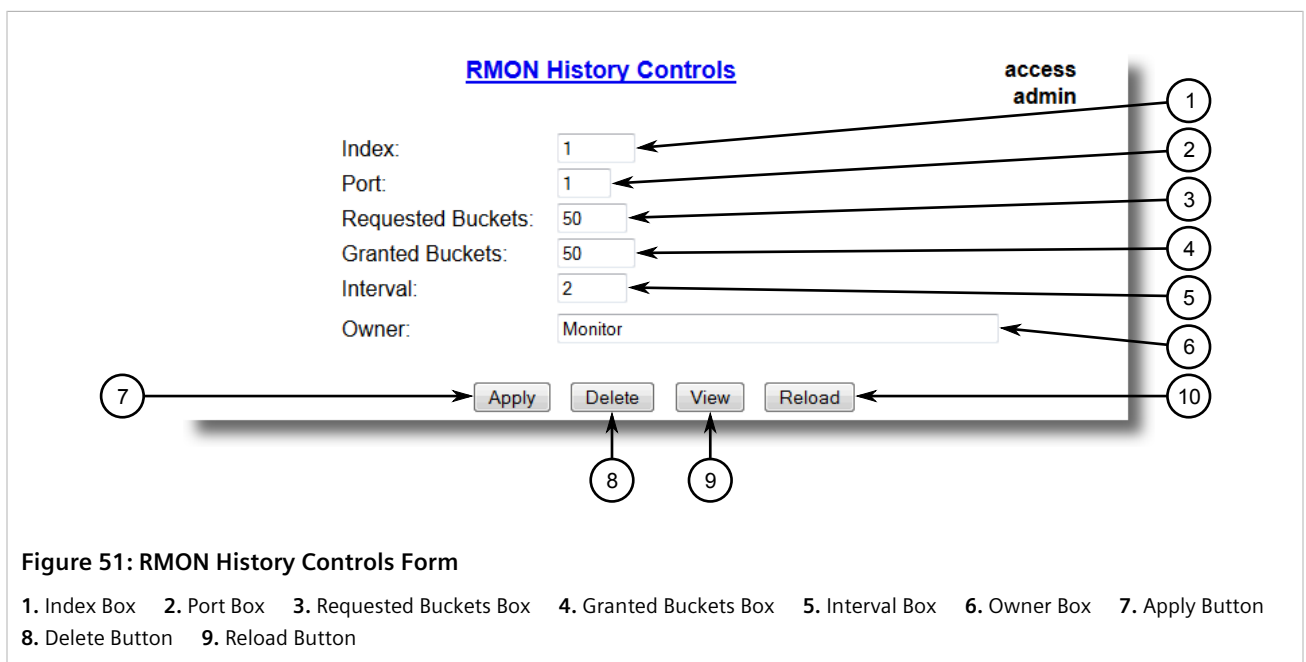 RMON History Controls
access
admin
1
Index: 1
2
Port: 1
3
Requested Buckets: 50
4
Granted Buckets: 50
Interval: 2
5
Owner: Monitor
6
7
Apply Delete View Reload
10
8 9
Figure 51: RMON History Controls Form
1. Index Box 2. Port Box 3. Requested Buckets Box 4. Granted Buckets Box 5. Interval Box 6. Owner Box 7. Apply Button
8. Delete Button 9. Reload Button